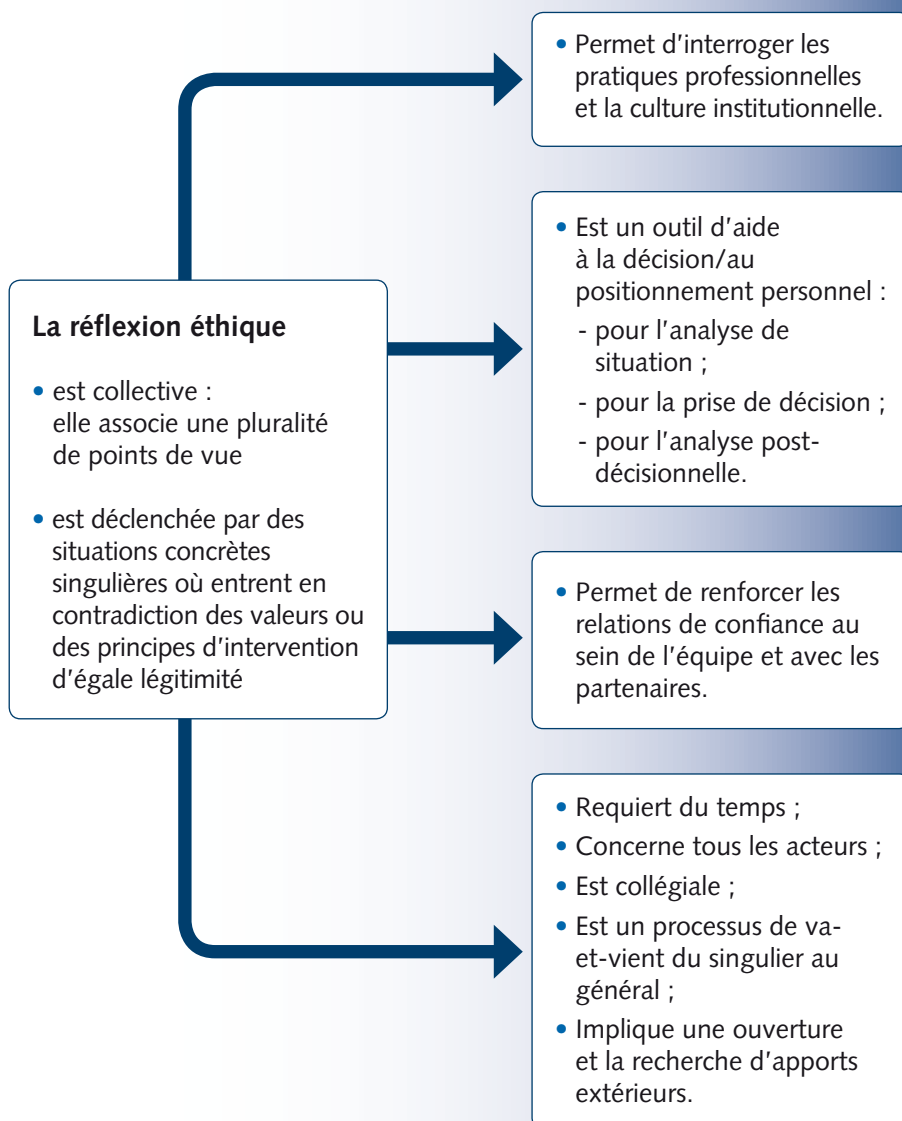 La réflexion éthique
• est collective :
elle associe une pluralité
de points de vue
• est déclenchée par des
situations concrètes
singulières où entrent en
contradiction des valeurs ou
des principes d'intervention
d'égale légitimité
• Permet d'interroger les
pratiques professionnelles
et la culture institutionnelle.
• Est un outil d'aide
à la décision/au
positionnement personnel :
- pour l'analyse de
situation ;
- pour la prise de décision ;
- pour l'analyse post-
décisionnelle.
• Permet de renforcer les
relations de confiance au
sein de l'équipe et avec les
partenaires.
• Requiert du temps ;
• Concerne tous les acteurs ;
• Est collégiale ;
• Est un processus de va-
et-vient du singulier au
général ;
• Implique une ouverture
et la recherche d'apports
extérieurs.